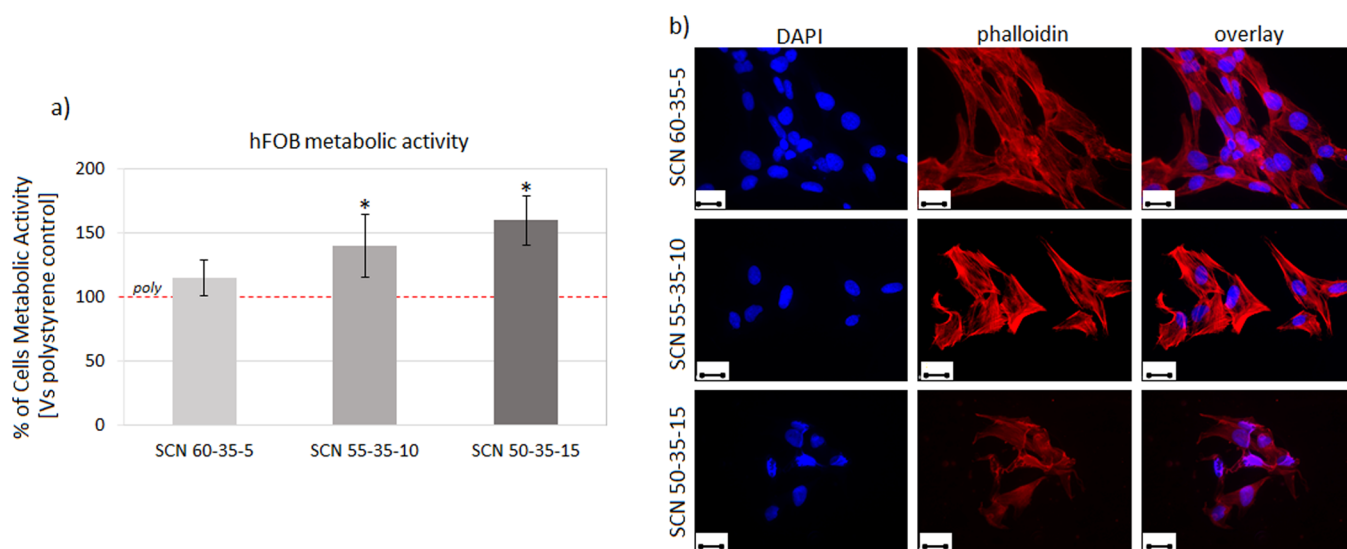 a)
hFOB metabolic activity
% of Cells Metabolic Activity
[Vs polystyrene control]
200
150
100
50
0
poly
*
*
SCN 60-35-5
SCN 55-35-10
SCN 50-35-15
b)
DAPI
phalloidin
overlay
SCN 60-35-5
SCN 55-35-10
SCN 50-35-15